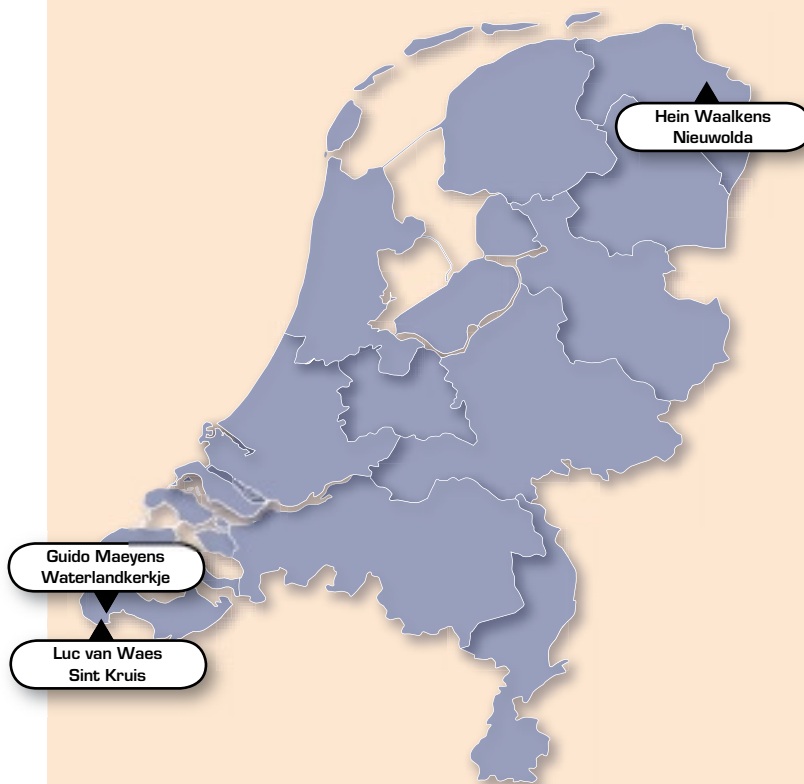 Hein Waalkens
Nieuwolda
Guido Maeyens
Waterlandkerkje
Luc van Waes
Sint Kruis